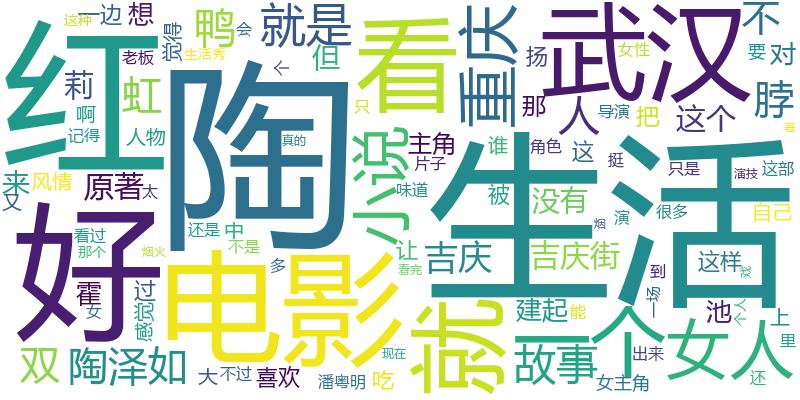 这种 一边 想
觉得 鸭 会 就是
老板 生活秀 个 但
红 莉 虹 陶 看 重庆 扬 武汉 不
女性 要 对
啊 记得 人物 真的 只
那 人 导演 把 这个 脖
主角 谁 角色 这 挺 只是 这部 看
来 风情 原著 太 又
小说 片子 味道 被 没有 演 烟 很多 演技 自己
好 看过 那个 还是 中 烟火 不是
生活
电影 让 看完 吉庆 吉庆街 到 这样 戏
霍 女 过 感觉 多
就 建起 能 一个 一场 池 个人 上 里
双 陶泽如 大 不过 喜欢 潘粤明 现在 吃
故事 出来 女主角 女人 还